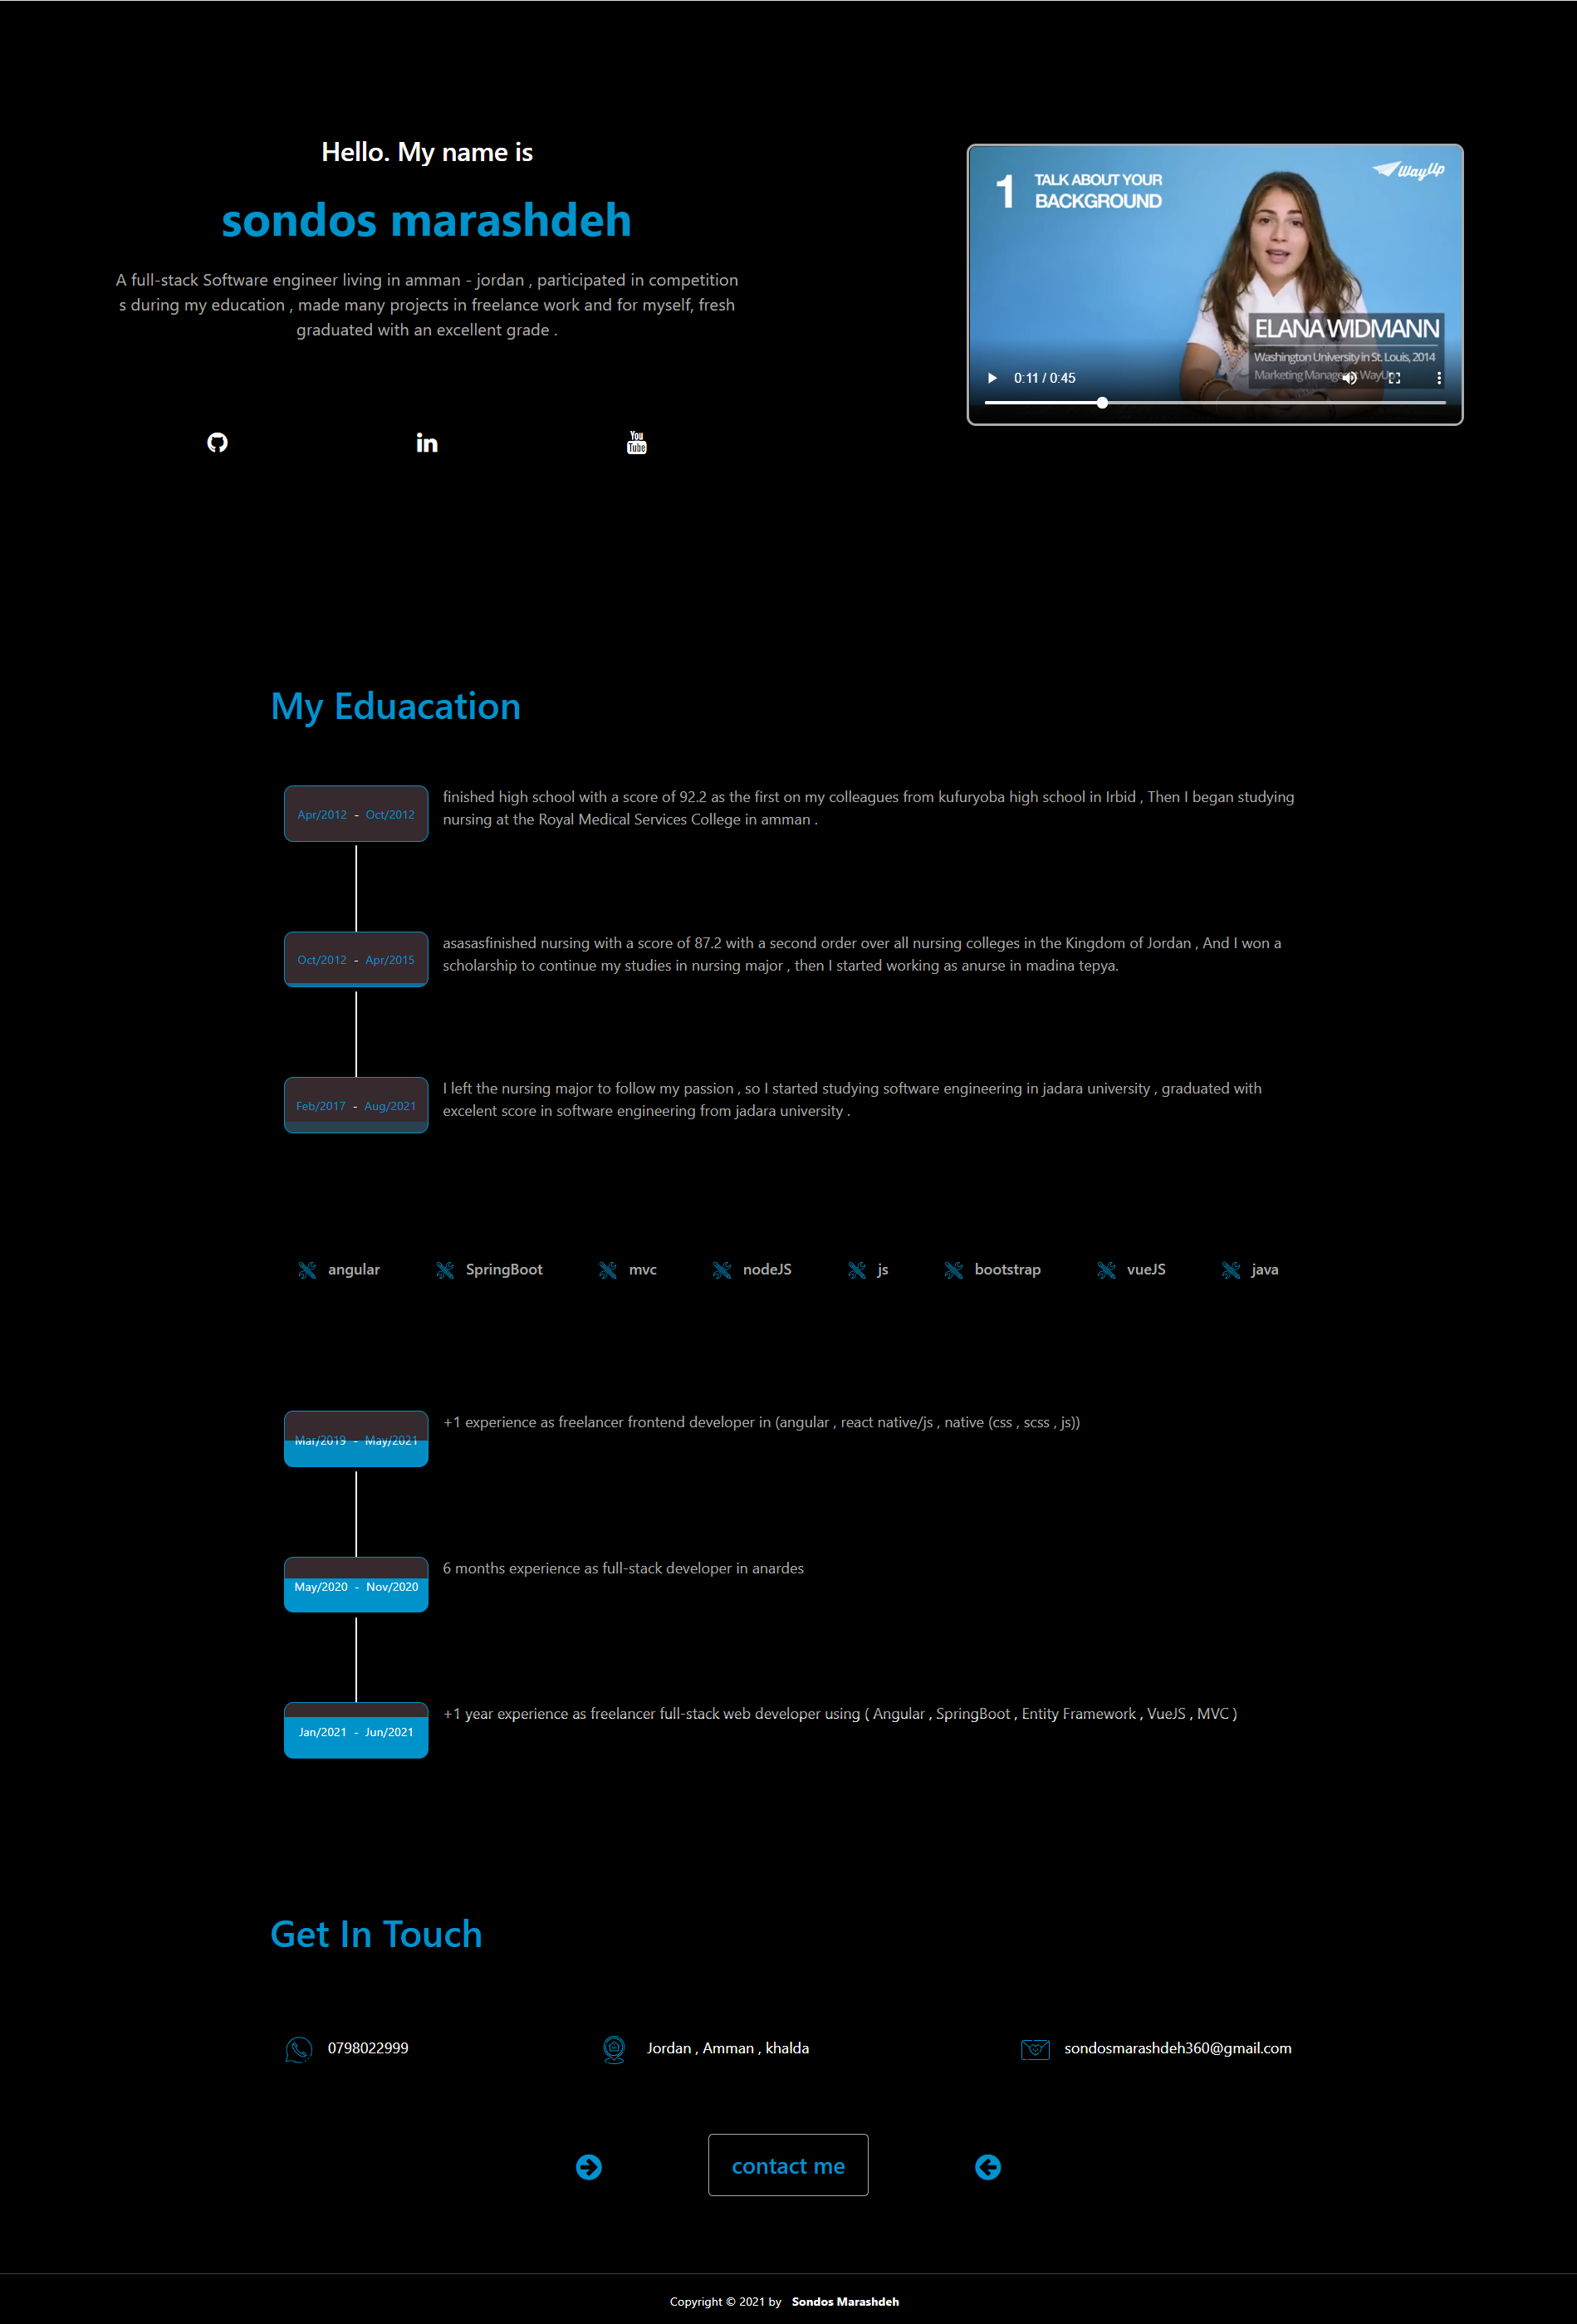 Hello. My name is
sondos marashdeh
A full-stack Software engineer living in amman - jordan , participated in competition
s during my education , made many projects in freelance work and for myself, fresh
graduated with an excellent grade .
You
Tube
1 TALK ABOUT YOUR
BACKGROUND
WayUp
ELANA WIDMANN
Washington University in St. Louis, 2014
Marketing Manager, WayUp
0:11 / 0:45
My Eduacation
Apr/2012 - Oct/2012
finished high school with a score of 92.2 as the first on my colleagues from kufuryoba high school in Irbid , Then I began studying
nursing at the Royal Medical Services College in amman .
Oct/2012 - Apr/2015
asasasfinished nursing with a score of 87.2 with a second order over all nursing colleges in the Kingdom of Jordan , And I won a
scholarship to continue my studies in nursing major , then I started working as anurse in madina tepya.
Feb/2017 - Aug/2021
I left the nursing major to follow my passion , so I started studying software engineering in jadara university , graduated with
excelent score in software engineering from jadara university .
angular SpringBoot mvc nodeJS js bootstrap vueJS java
Mar/2019 - May/2021
+1 experience as freelancer frontend developer in (angular , react native/js , native (css , scss , js))
May/2020 - Nov/2020
6 months experience as full-stack developer in anardes
Jan/2021 - Jun/2021
+1 year experience as freelancer full-stack web developer using ( Angular , SpringBoot , Entity Framework , VueJS , MVC )
Get In Touch
0798022999
Jordan , Amman , khalda
sondosmarashdeh360@gmail.com
contact me
Copyright © 2021 by Sondos Marashdeh